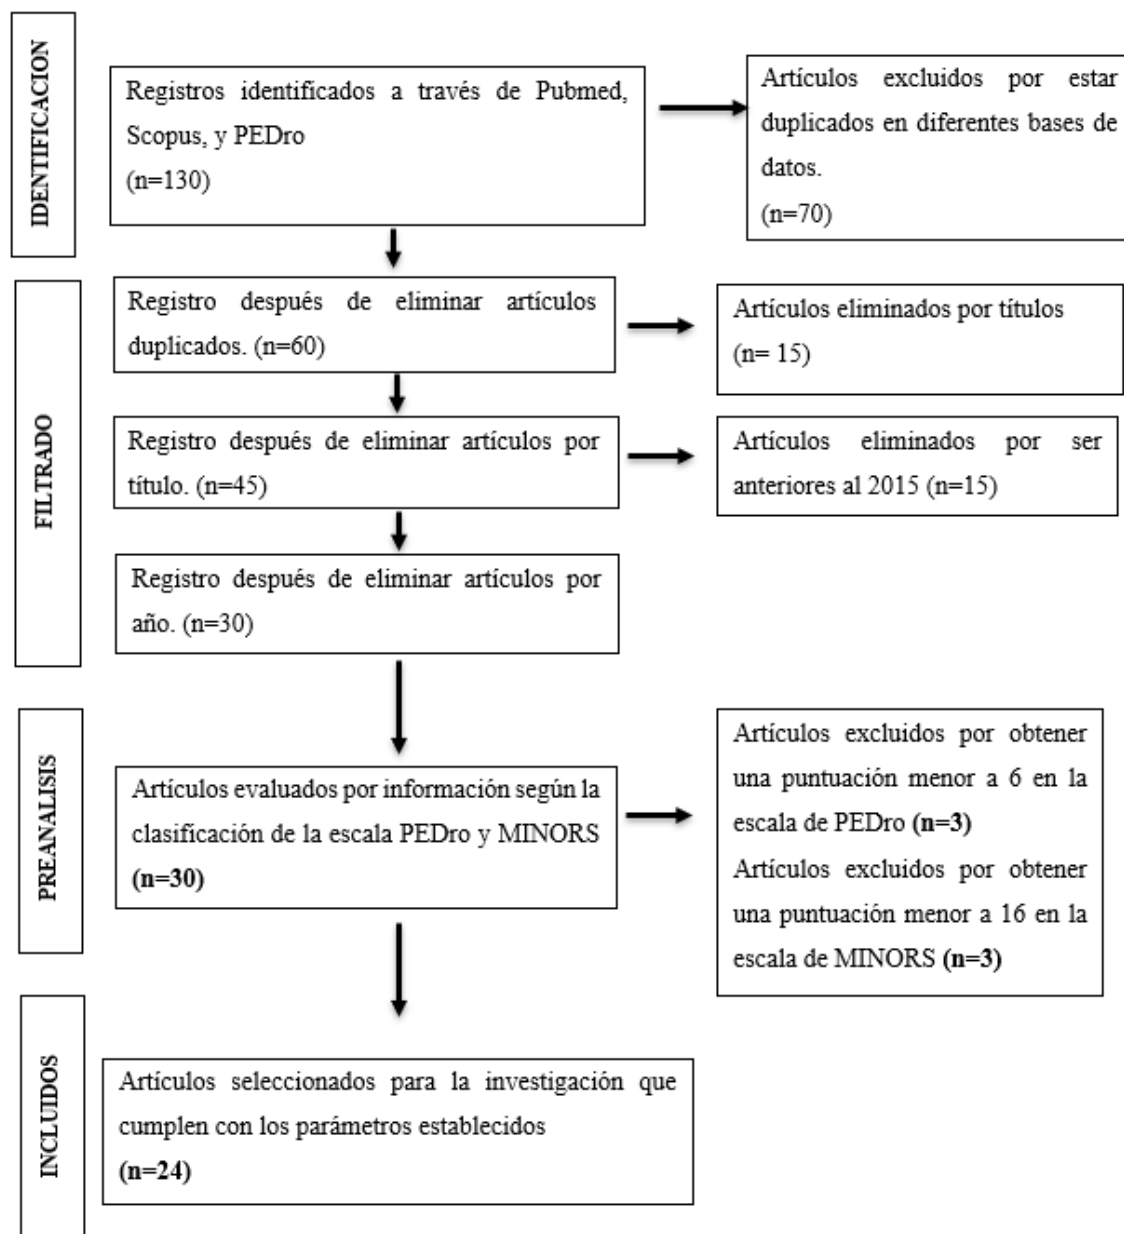 IDENTIFICACION
Registros identificados a través de Pubmed,
Scopus, y PEDro
(n=130)
Artículos excluidos por estar
duplicados en diferentes bases de
datos.
(n=70)
FILTRADO
Registro después de eliminar artículos
duplicados. (n=60)
Artículos eliminados por títulos
(n= 15)
Registro después de eliminar artículos por
título. (n=45)
Artículos eliminados por ser
anteriores al 2015 (n=15)
Registro después de eliminar artículos por
año. (n=30)
PREANALISIS
Artículos evaluados por información según la
clasificación de la escala PEDro y MINORS
(n=30)
Artículos excluidos por obtener
una puntuación menor a 6 en la
escala de PEDro (n=3)
Artículos excluidos por obtener
una puntuación menor a 16 en la
escala de MINORS (n=3)
INCLUIDOS
Artículos seleccionados para la investigación que
cumplen con los parámetros establecidos
(n=24)